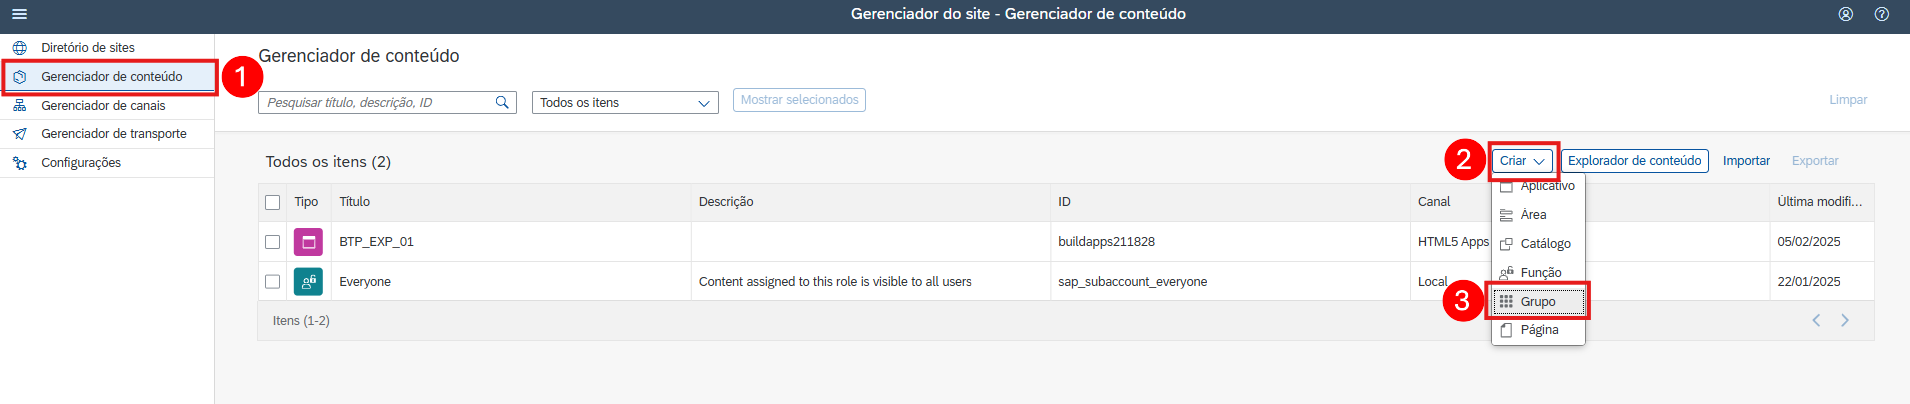 Gerenciador do site - Gerenciador de conteúdo
Diretório de sites
Gerenciador de conteúdo
1
Gerenciador de canais
Gerenciador de transporte
Configurações
Gerenciador de conteúdo
Pesquisar título, descrição, ID
Todos os itens
Mostrar selecionados
Limpar
Todos os itens (2)
2
Criar
Explorador de conteúdo
Importar
Exportar
Tipo Título Descrição ID Canal Última modifi...
BTP_EXP_01 buildapps211828 HTML5 Apps 05/02/2025
Everyone Content assigned to this role is visible to all users sap_subaccount_everyone Local 22/01/2025
Itens (1-2)
Aplicativo
Área
Catálogo
Função
3
Grupo
Página